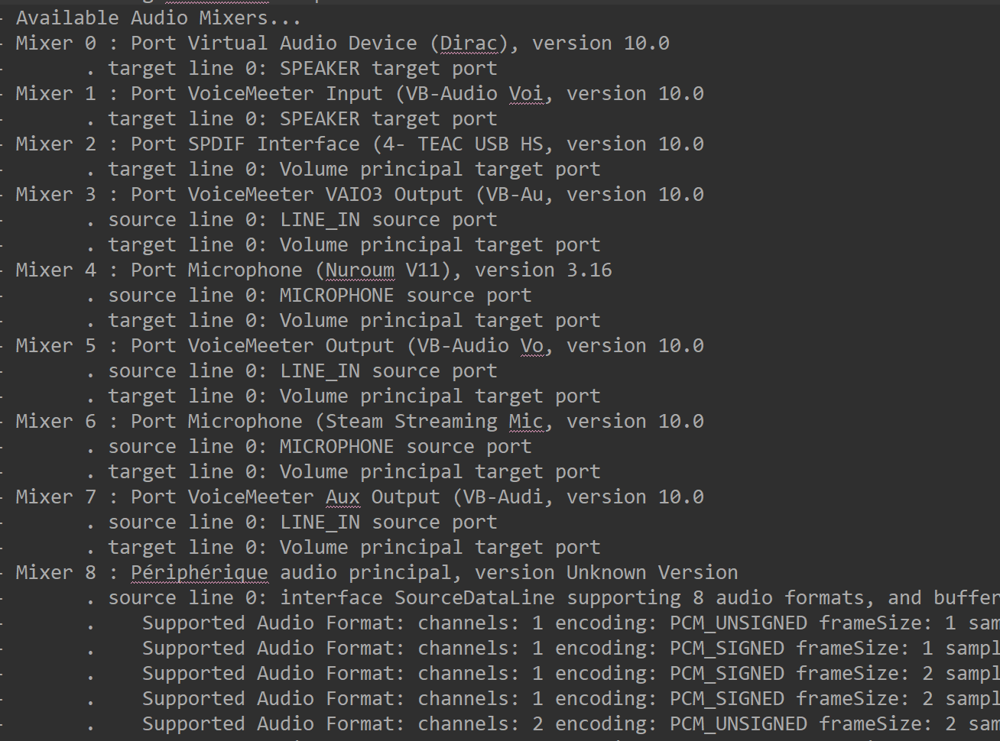 - Available Audio Mixers...
- Mixer 0 : Port Virtual Audio Device (Dirac), version 10.0
- . target line 0: SPEAKER target port
- Mixer 1 : Port VoiceMeeter Input (VB-Audio Voi, version 10.0
- . target line 0: SPEAKER target port
- Mixer 2 : Port SPDIF Interface (4- TEAC USB HS, version 10.0
- . target line 0: Volume principal target port
- Mixer 3 : Port VoiceMeeter VAIO3 Output (VB-Au, version 10.0
- . source line 0: LINE_IN source port
- . target line 0: Volume principal target port
- Mixer 4 : Port Microphone (Nuroum V11), version 3.16
- . source line 0: MICROPHONE source port
- . target line 0: Volume principal target port
- Mixer 5 : Port VoiceMeeter Output (VB-Audio Vo, version 10.0
- . source line 0: LINE_IN source port
- . target line 0: Volume principal target port
- Mixer 6 : Port Microphone (Steam Streaming Mic, version 10.0
- . source line 0: MICROPHONE source port
- . target line 0: Volume principal target port
- Mixer 7 : Port VoiceMeeter Aux Output (VB-Audi, version 10.0
- . source line 0: LINE_IN source port
- . target line 0: Volume principal target port
- Mixer 8 : Périphérique audio principal, version Unknown Version
- . source line 0: interface SourceDataLine supporting 8 audio formats, and buffer
- . Supported Audio Format: channels: 1 encoding: PCM_UNSIGNED frameSize: 1 sam
- . Supported Audio Format: channels: 1 encoding: PCM_SIGNED frameSize: 1 sampl
- . Supported Audio Format: channels: 1 encoding: PCM_SIGNED frameSize: 2 sampl
- . Supported Audio Format: channels: 1 encoding: PCM_SIGNED frameSize: 2 sampl
- . Supported Audio Format: channels: 2 encoding: PCM_UNSIGNED frameSize: 2 sam